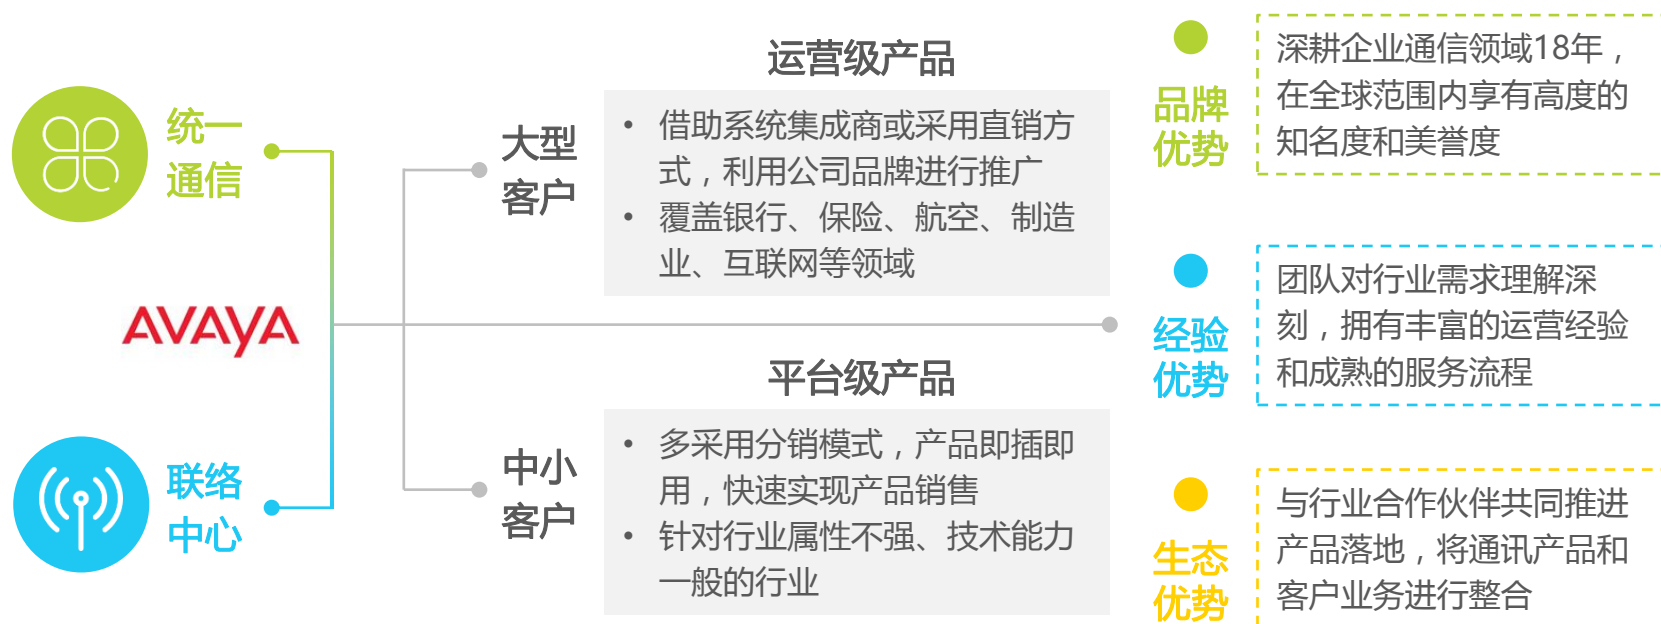 统一
通信
AVAYA
联络
中心
大型
客户
运营级产品
• 借助系统集成商或采用直销方
式，利用公司品牌进行推广
• 覆盖银行、保险、航空、制造
业、互联网等领域
中小
客户
平台级产品
• 多采用分销模式，产品即插即
用，快速实现产品销售
• 针对行业属性不强、技术能力
一般的行业
品牌
优势
深耕企业通信领域18年，
在全球范围内享有高度的
知名度和美誉度
经验
优势
团队对行业需求理解深
刻，拥有丰富的运营经验
和成熟的服务流程
生态
优势
与行业合作伙伴共同推进
产品落地，将通讯产品和
客户业务进行整合